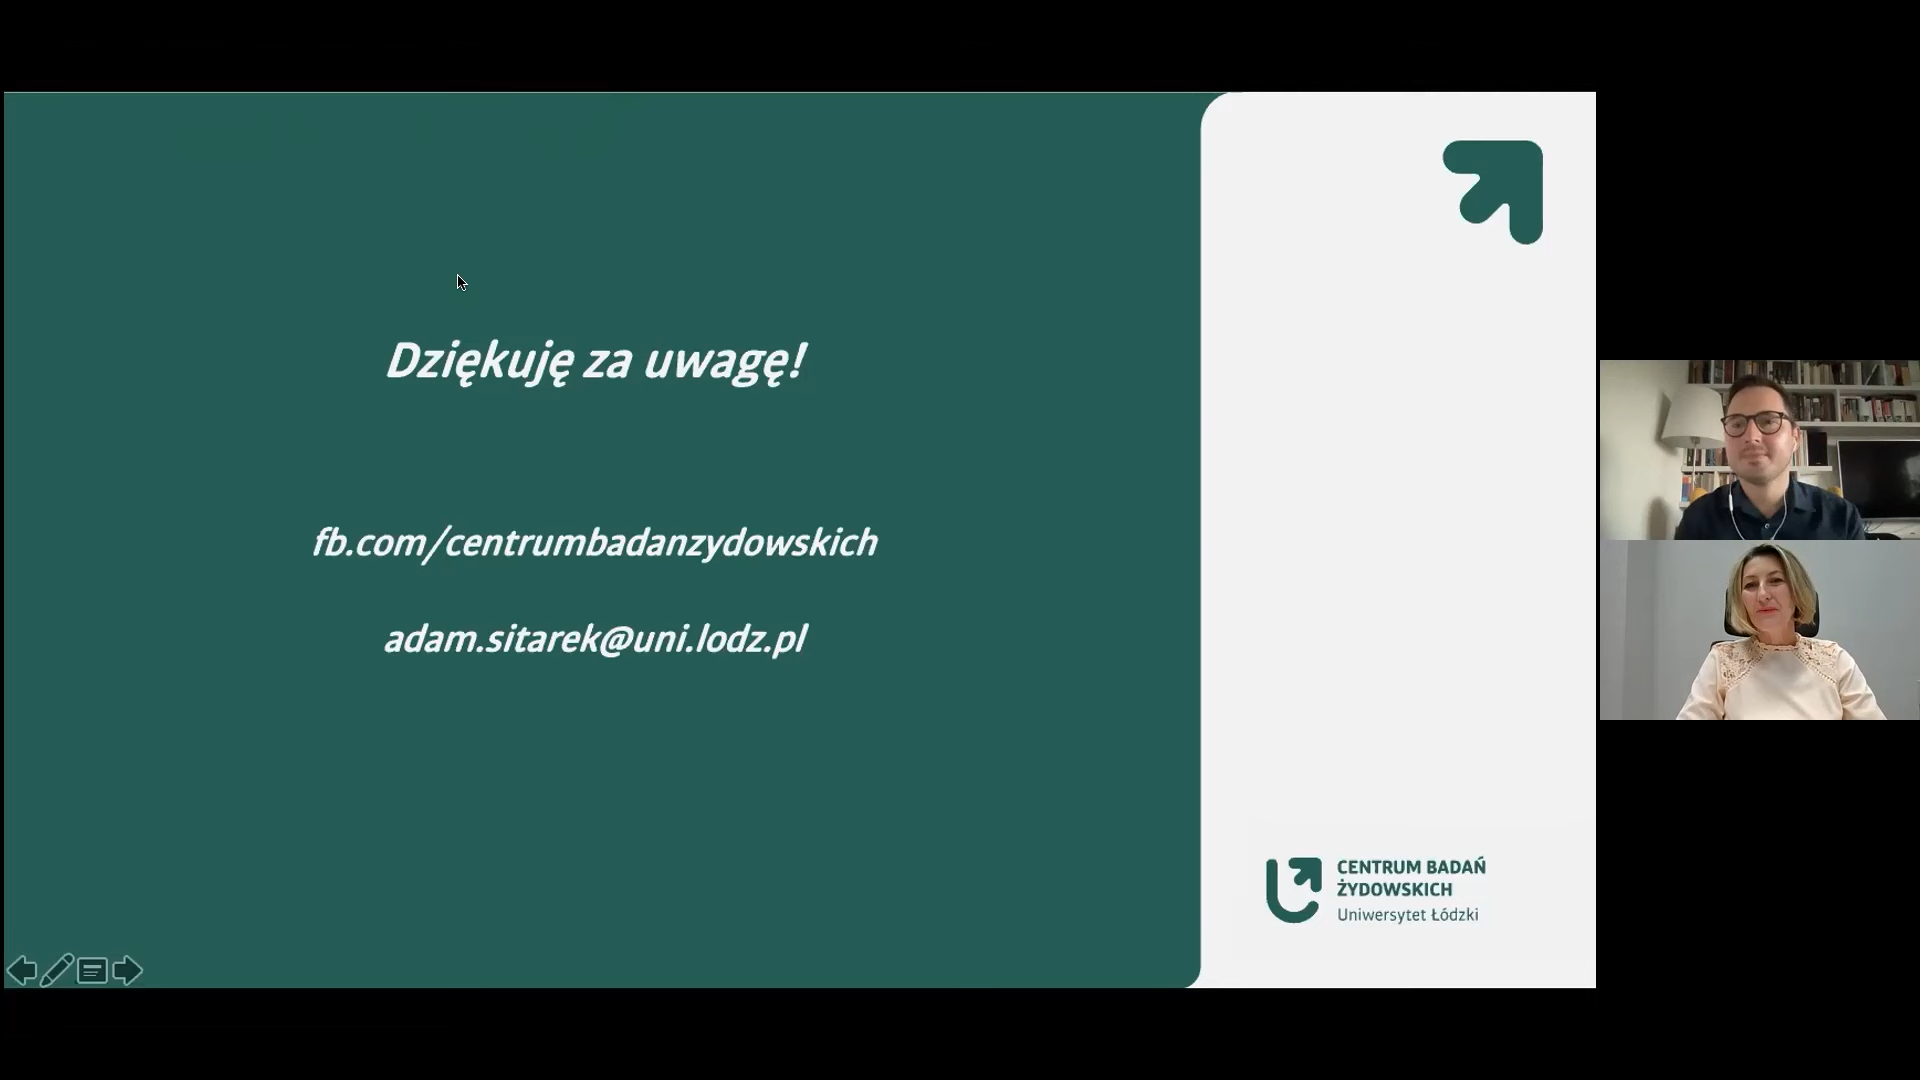 Dziękuję za uwagę!
fb.com/centrumbadanzydowskich
adam.sitarek@uni.lodz.pl
CENTRUM BADAŃ
ŻYDOWSKICH
Uniwersytet Łódzki